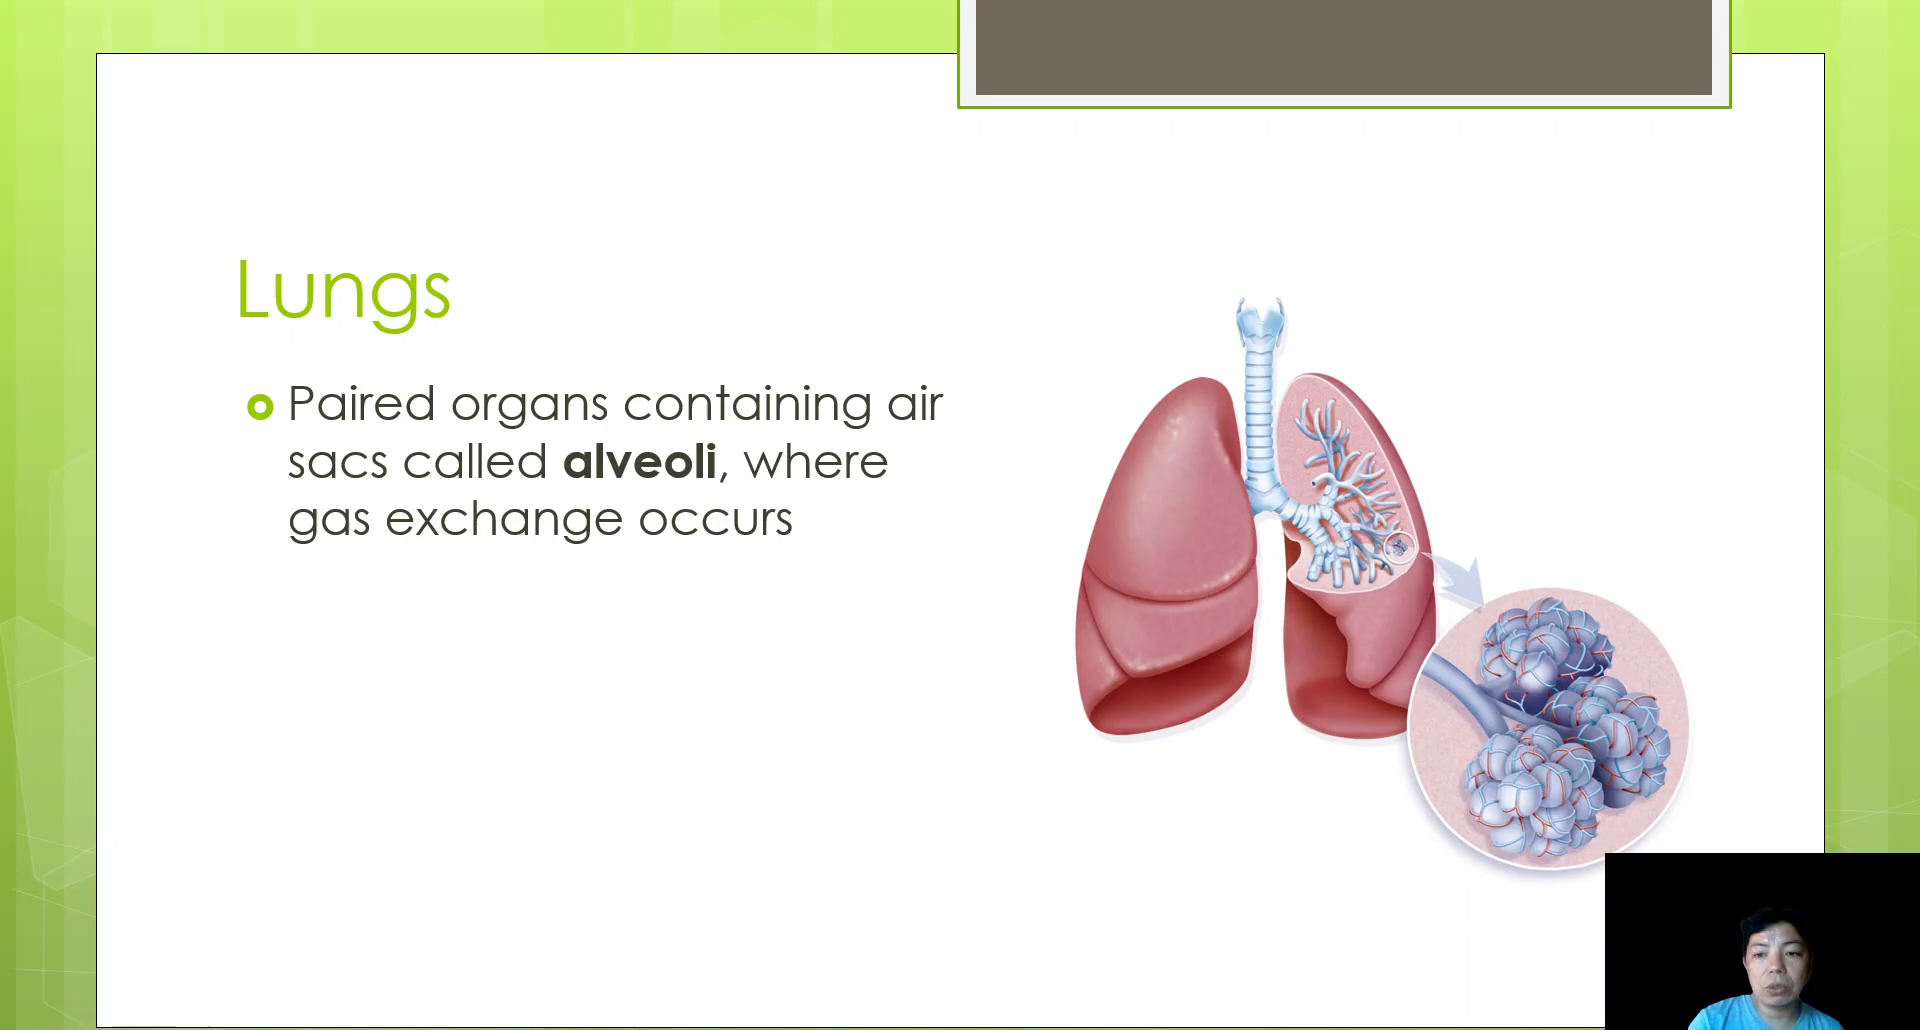 Lungs
Paired organs containing air
sacs called alveoli, where
gas exchange occurs